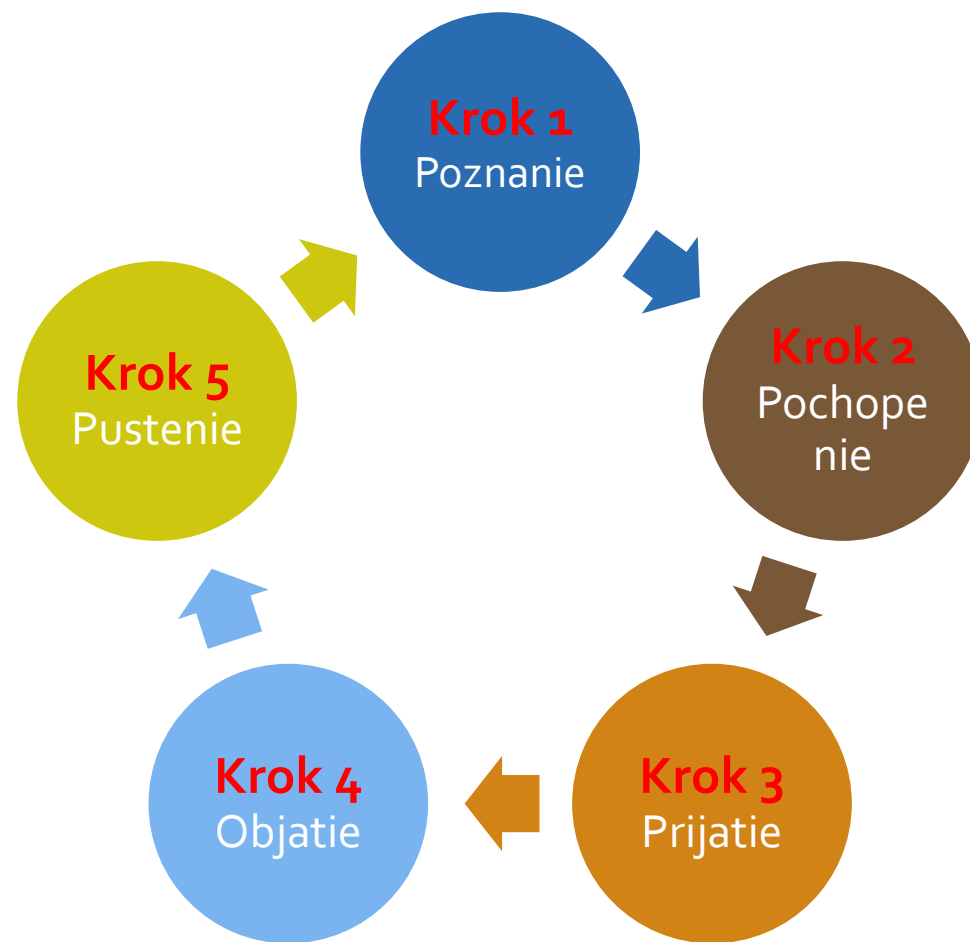 Krok 1
Poznanie
Krok 2
Pochope
nie
Krok 3
Prijatie
Krok 4
Objatie
Krok 5
Pustenie